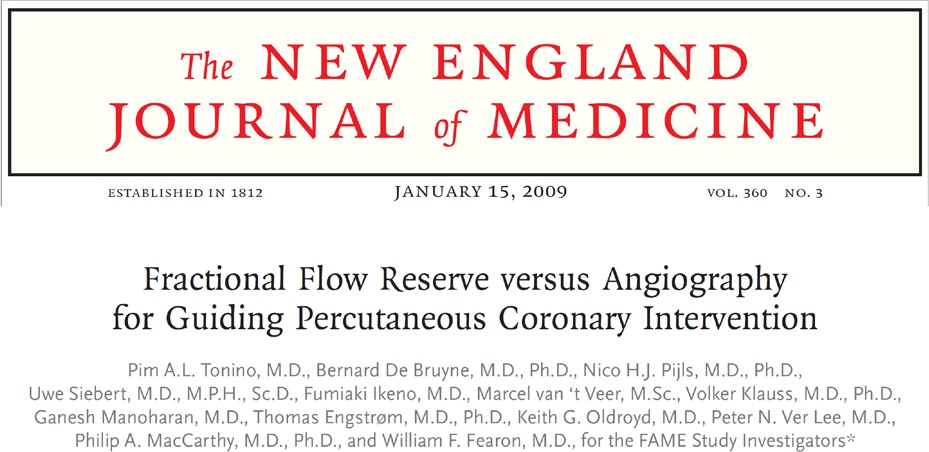 The NEW ENGLAND
JOURNAL of MEDICINE
ESTABLISHED IN 1812 JANUARY 15, 2009 VOL. 360 NO. 3
Fractional Flow Reserve versus Angiography
for Guiding Percutaneous Coronary Intervention
Pim A.L. Tonino, M.D., Bernard De Bruyne, M.D., Ph.D., Nico H.J. Pijls, M.D., Ph.D.,
Uwe Siebert, M.D., M.P.H., Sc.D., Fumiaki Ikeno, M.D., Marcel van ‘t Veer, M.Sc., Volker Klauss, M.D., Ph.D.,
Ganesh Manoharan, M.D., Thomas Engstrøm, M.D., Ph.D., Keith G. Oldroyd, M.D., Peter N. Ver Lee, M.D.,
Philip A. MacCarthy, M.D., Ph.D., and William F. Fearon, M.D., for the FAME Study Investigators*